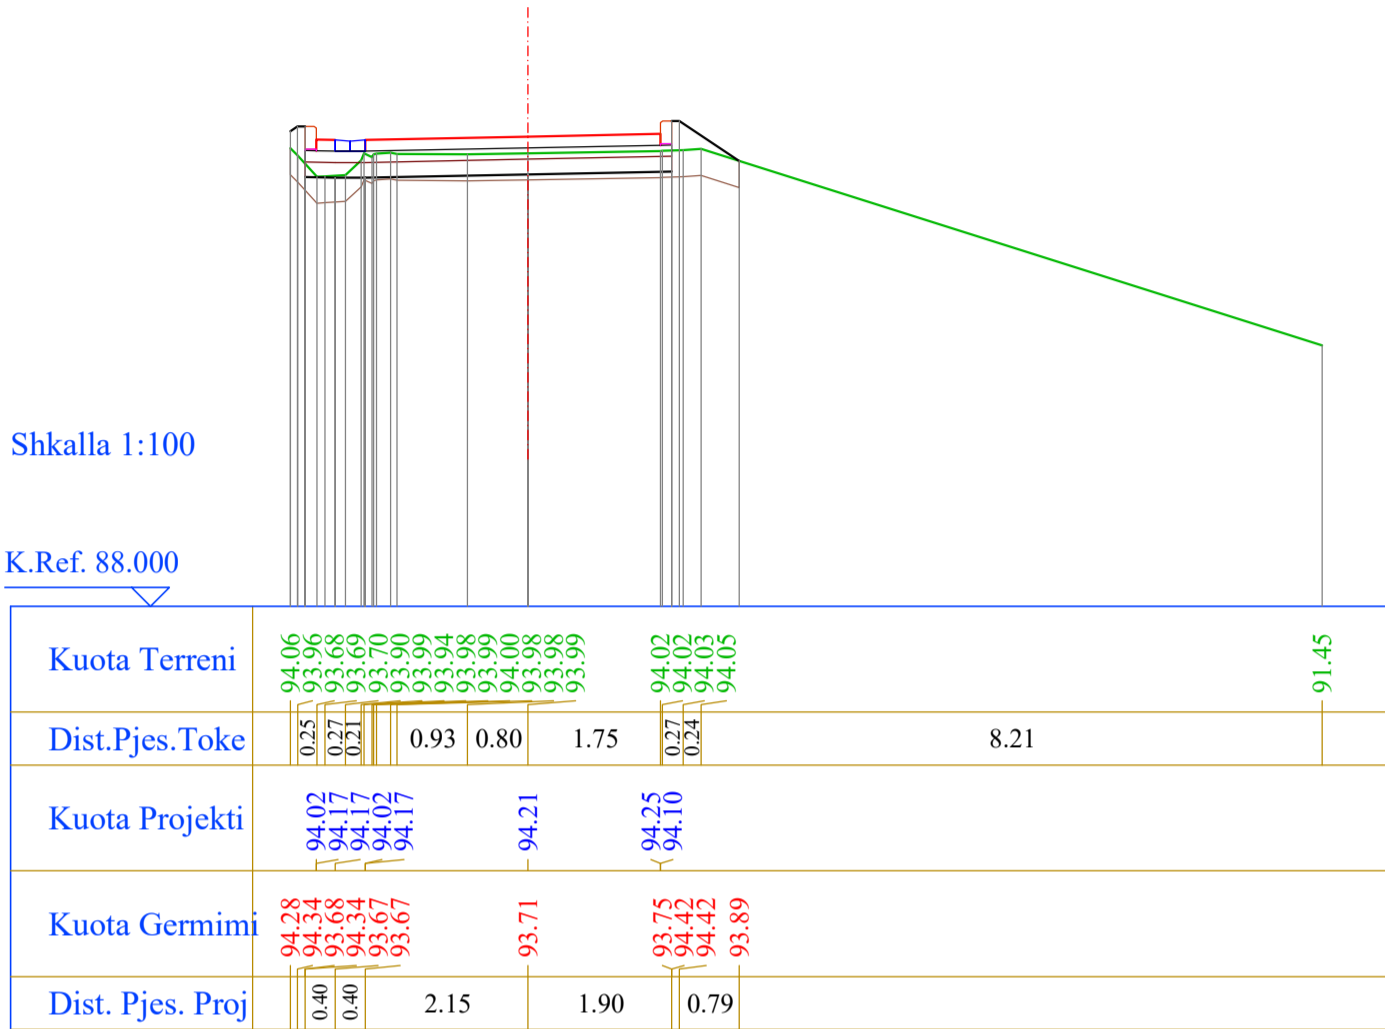 Shkalla 1:100
K.Ref. 88.000
Kuota Terreni 94.06 93.96 93.68 93.69 93.70 93.90 93.99 93.94 93.98 93.99 94.00 93.98 93.98 93.99 94.02 94.02 94.03 94.05 91.45
Dist.Pjes.Toke 0.25 0.27 0.21 0.93 0.80 1.75 0.27 0.24 8.21
Kuota Projekti 94.02 94.17 94.17 94.02 94.17 94.21 94.25 94.10
Kuota Germimi 94.28 94.34 93.68 94.34 93.67 93.67 93.71 93.75 94.42 94.42 93.89
Dist. Pjes. Proj 0.40 0.40 2.15 1.90 0.79